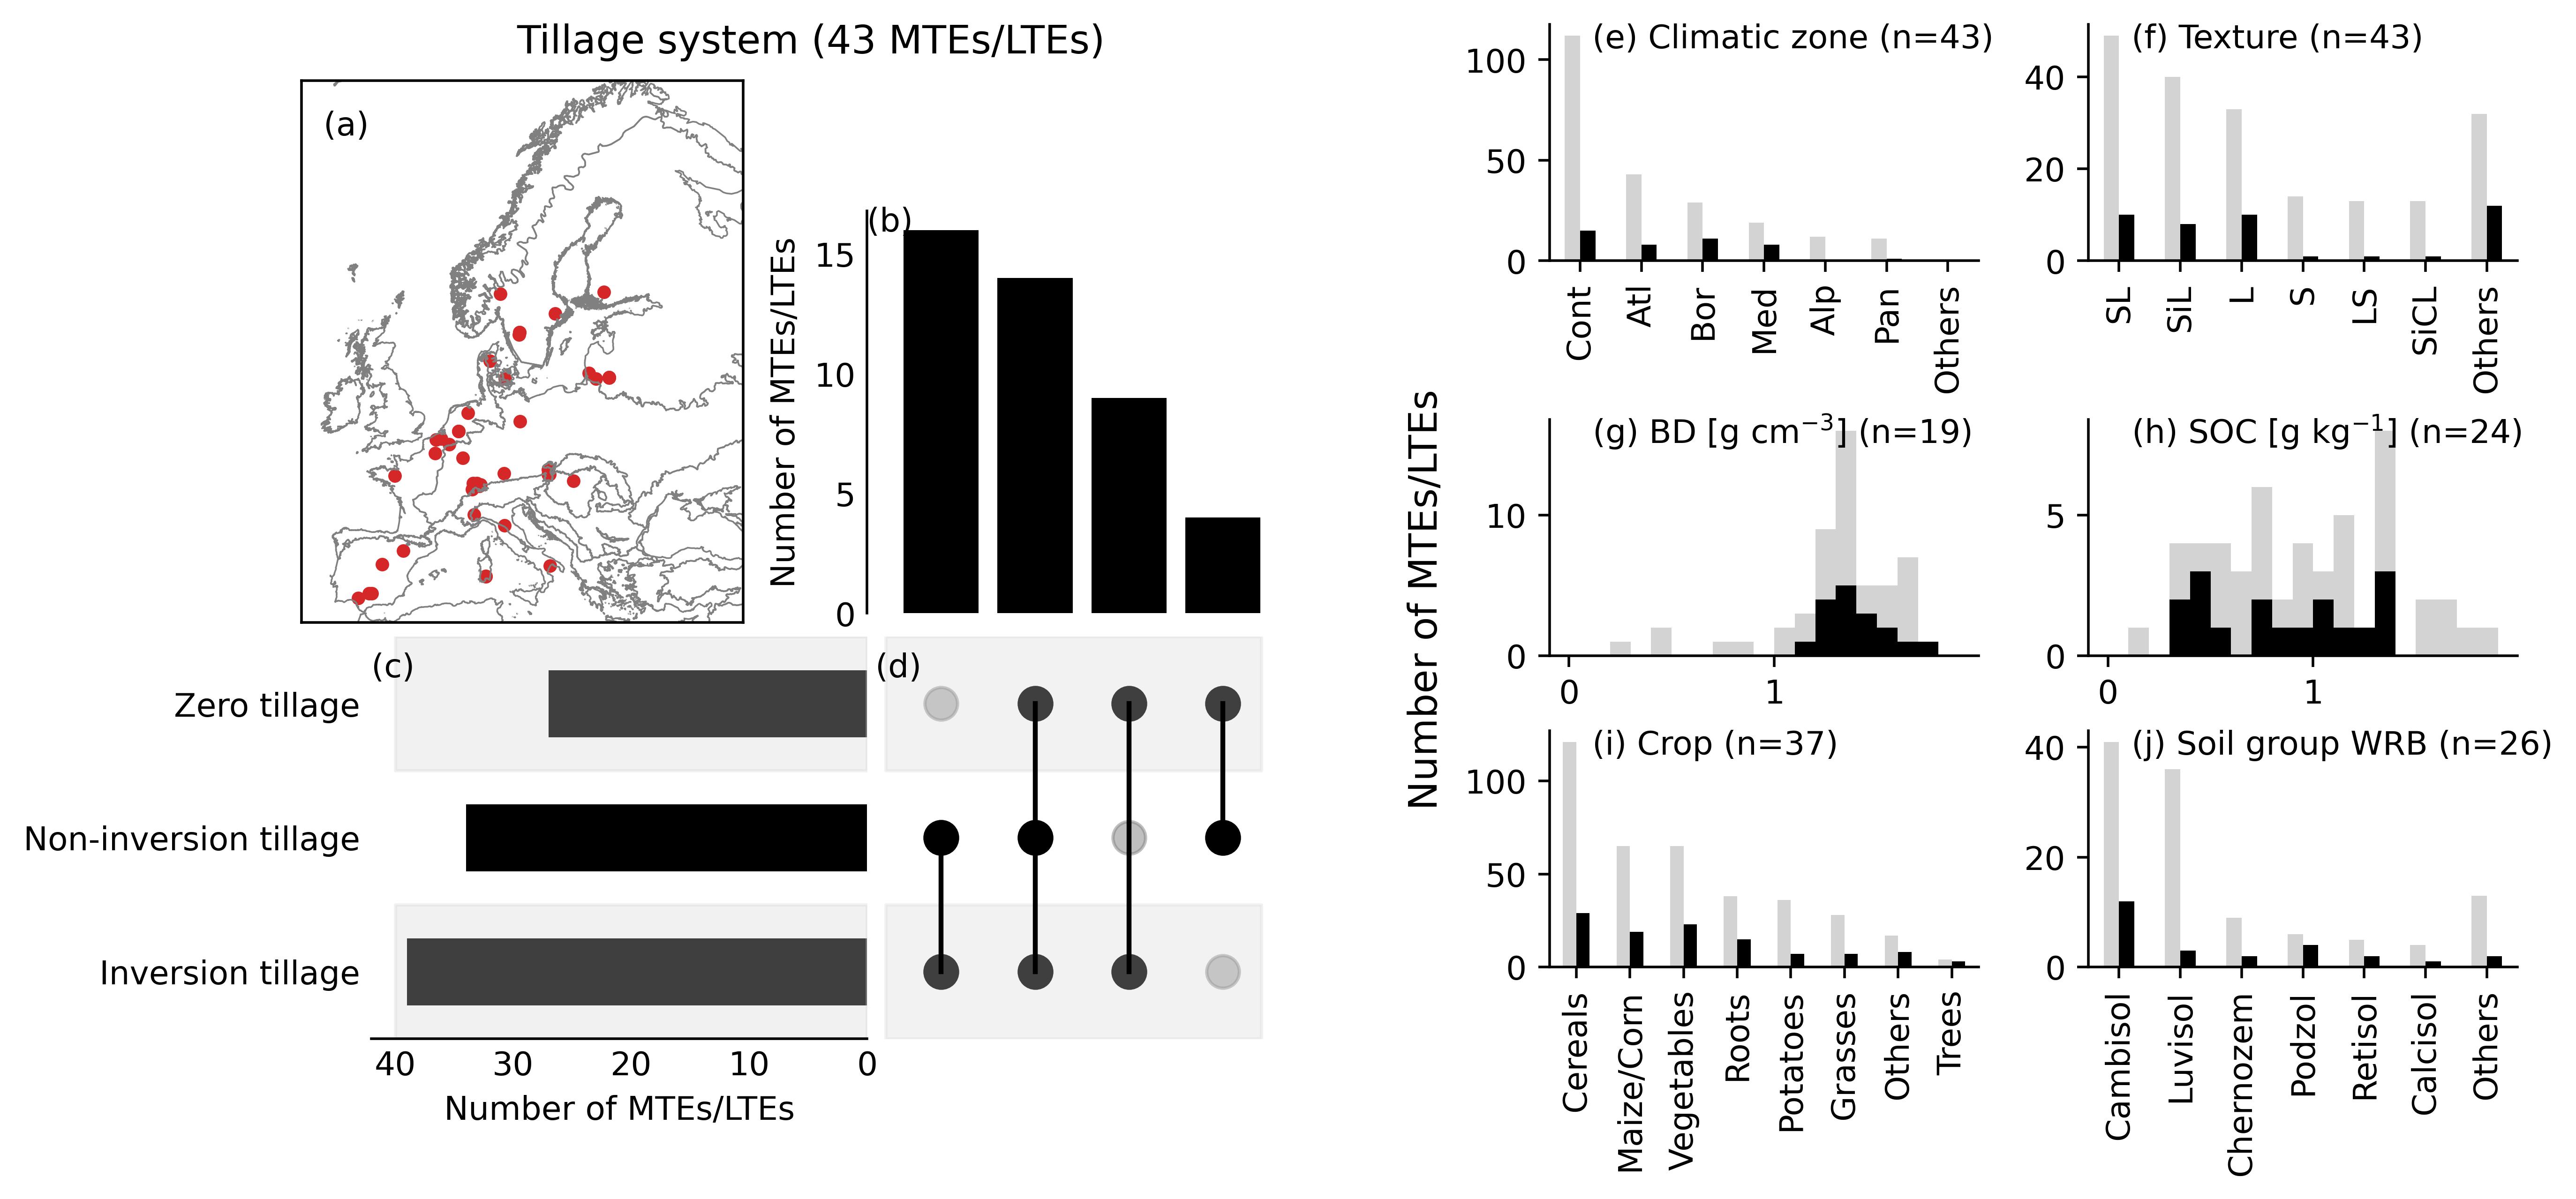 Tillage system (43 MTEs/LTEs)
(a)
(b)
Number of MTEs/LTEs
15
10
5
0
(c)
(d)
Zero tillage
Non-inversion tillage
Inversion tillage
40 30 20 10 0
Number of MTEs/LTEs
Number of MTEs/LTEs
(e) Climatic zone (n=43)
100
50
0
Cont
Atl
Bor
Med
Alp
Pan
Others
(f) Texture (n=43)
40
20
0
SL
SiL
L
S
LS
SiCL
Others
(g) BD [g cm⁻³] (n=19)
10
0
0 1
(h) SOC [g kg⁻¹] (n=24)
5
0
0 1
(i) Crop (n=37)
100
50
0
Cereals
Maize/Corn
Vegetables
Roots
Potatoes
Grasses
Others
Trees
(j) Soil group WRB (n=26)
40
20
0
Cambisol
Luvisol
Chernozem
Podzol
Retisol
Calcisol
Others